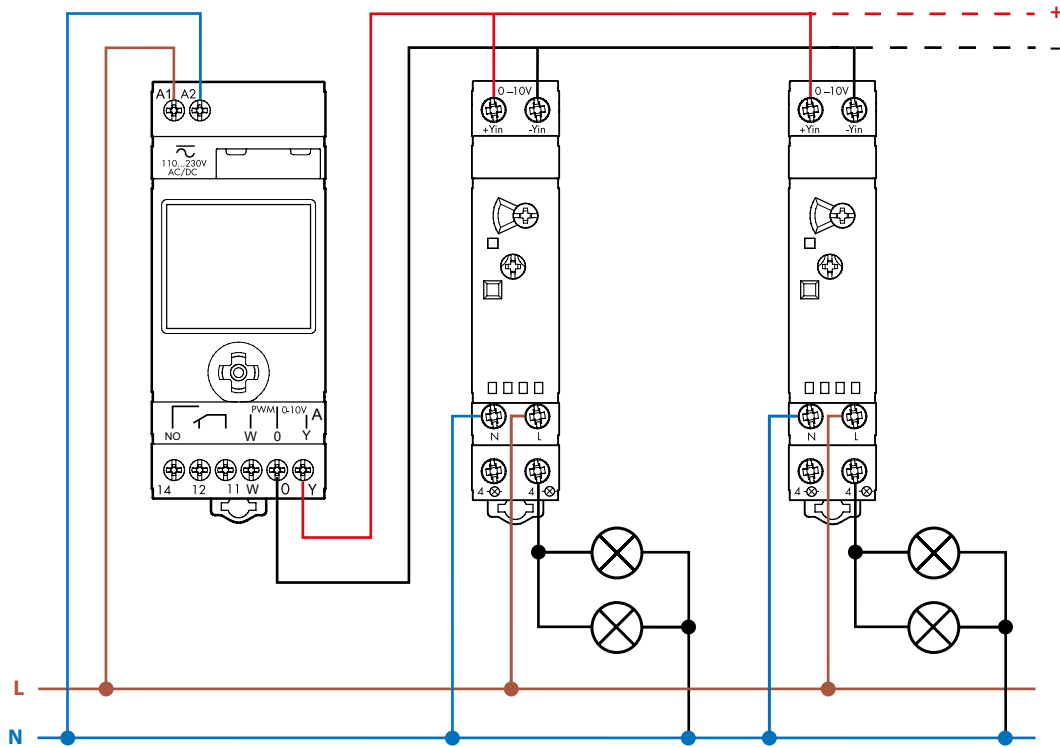 +
-
A1 A2
110...230V
AC/DC
0–10V
+Yin -Yin
0–10V
+Yin -Yin
PWM 0-10V A
NO W 0 Y
14 12 11 W 0 Y
N L
4 4
N L
4 4
L
N